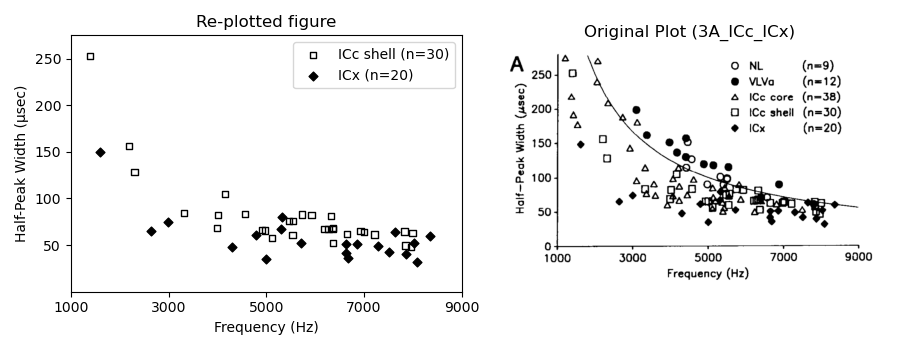 Re-plotted figure
250
200
150
100
50
1000
3000
5000
7000
9000
Frequency (Hz)
Half-Peak Width (μsec)
ICc shell (n=30)
ICx (n=20)
Original Plot (3A_ICc_ICx)
A
250
200
150
100
50
0
1000
3000
5000
7000
9000
Frequency (Hz)
Half-Peak Width (μsec)
NL (n=9)
VLVa (n=12)
ICc core (n=38)
ICc shell (n=30)
ICx (n=20)